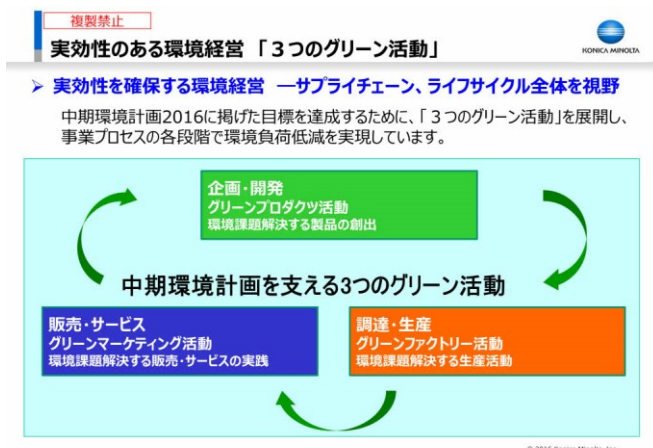 複製禁止
実効性のある環境経営 「３つのグリーン活動」
KONICA MINOLTA
➢ 実効性を確保する環境経営 ―サプライチェーン、ライフサイクル全体を視野
中期環境計画2016に掲げた目標を達成するために、「３つのグリーン活動」を展開し、
事業プロセスの各段階で環境負荷低減を実現しています。
企画・開発
グリーンプロダクツ活動
環境課題解決する製品の創出
中期環境計画を支える3つのグリーン活動
販売・サービス
グリーンマーケティング活動
環境課題解決する販売・サービスの実践
調達・生産
グリーンファクトリー活動
環境課題解決する生産活動